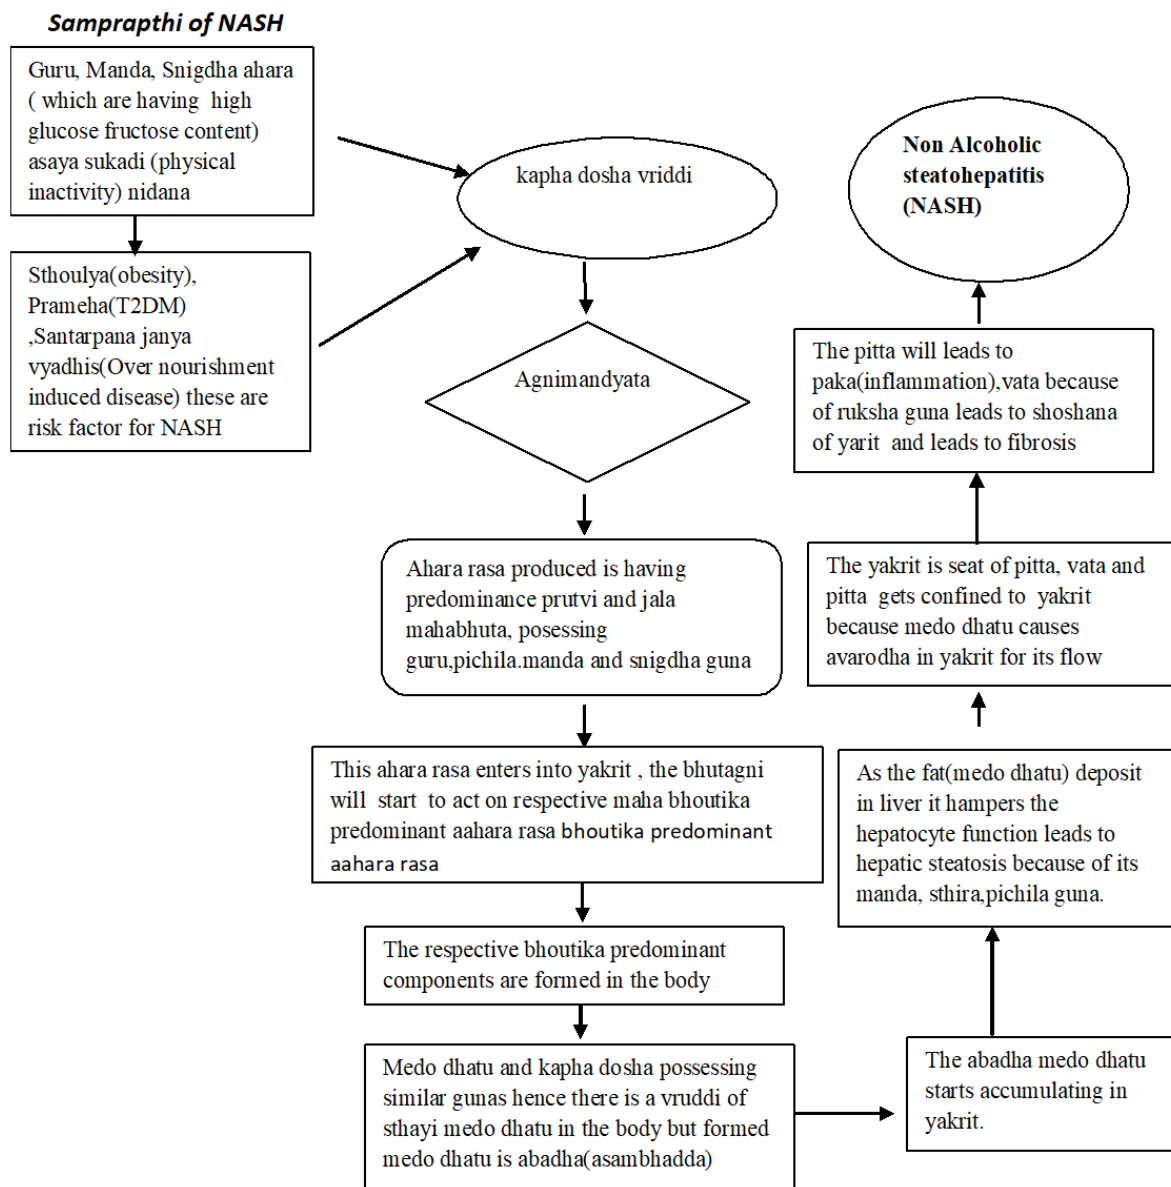 Samprapthi of NASH
Guru, Manda, Snigdha ahara
( which are having  high
glucose fructose content)
asaya sukadi (physical
inactivity) nidana
Sthoulya(obesity),
Prameha(T2DM)
,Santarpana janya
vyadhis(Over nourishment
induced disease) these are
risk factor for NASH
kapha dosha vriddi
Agnimandyata
Ahara rasa produced is having
predominance prutvi and jala
mahabhuta, posessing
guru,pichila.manda and snigdha guna
This ahara rasa enters into yakrit , the bhutagni
will  start  to act on respective maha bhoutika
predominant aahara rasa bhoutika predominant
aahara rasa
The respective bhoutika predominant
components are formed in the body
Medo dhatu and kapha dosha possessing
similar gunas hence there is a vruddi of
sthayi medo dhatu in the body but formed
medo dhatu is abadha(asambhadda)
The abadha medo dhatu
starts accumulating in
yakrit.
As the fat(medo dhatu) deposit
in liver it hampers the
hepatocyte function leads to
hepatic steatosis because of its
manda, sthira,pichila guna.
The yakrit is seat of pitta, vata and
pitta  gets confined to  yakrit
because medo dhatu causes
avarodha in yakrit for its flow
The pitta will leads to
paka(inflammation),vata because
of ruksha guna leads to shoshana
of yarit  and leads to fibrosis
Non Alcoholic
steatohepatitis
(NASH)